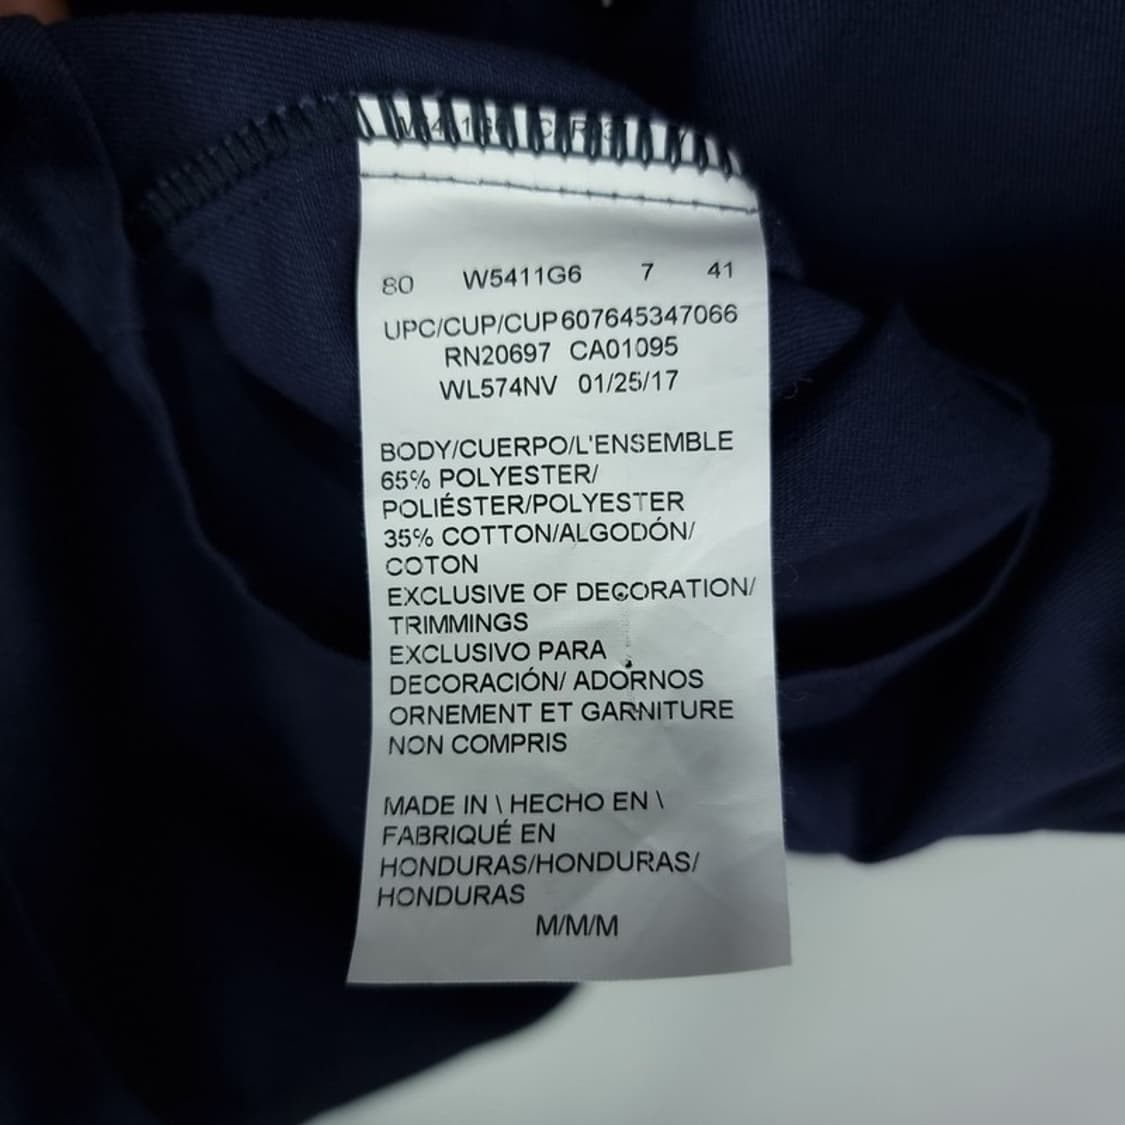 80 W5411G6 7 41
UPC/CUP/CUP607645347066
RN20697 CA01095
WL574NV 01/25/17
BODY/CUERPO/L'ENSEMBLE
65% POLYESTER/
POLIÉSTER/POLYESTER
35% COTTON/ALGODÓN/
COTON
EXCLUSIVE OF DECORATION/
TRIMMINGS
EXCLUSIVO PARA
DECORACIÓN/ ADORNOS
ORNEMENT ET GARNITURE
NON COMPRIS
MADE IN \ HECHO EN \
FABRIQUÉ EN
HONDURAS/HONDURAS/
HONDURAS
M/M/M